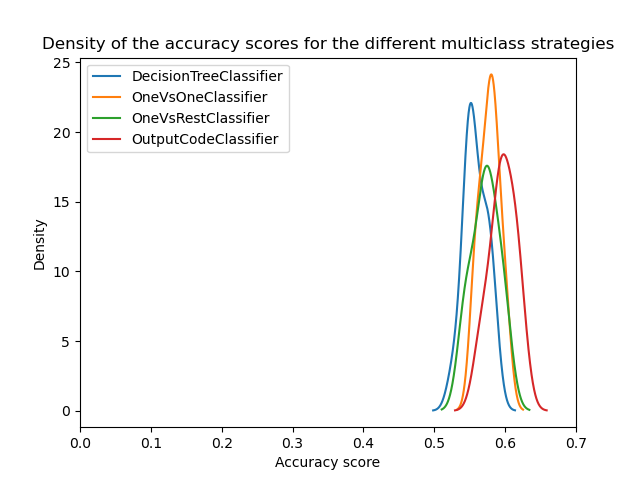 Density of the accuracy scores for the different multiclass strategies
25
20
15
10
5
0
Density
DecisionTreeClassifier
OneVsOneClassifier
OneVsRestClassifier
OutputCodeClassifier
0.0 0.1 0.2 0.3 0.4 0.5 0.6 0.7
Accuracy score